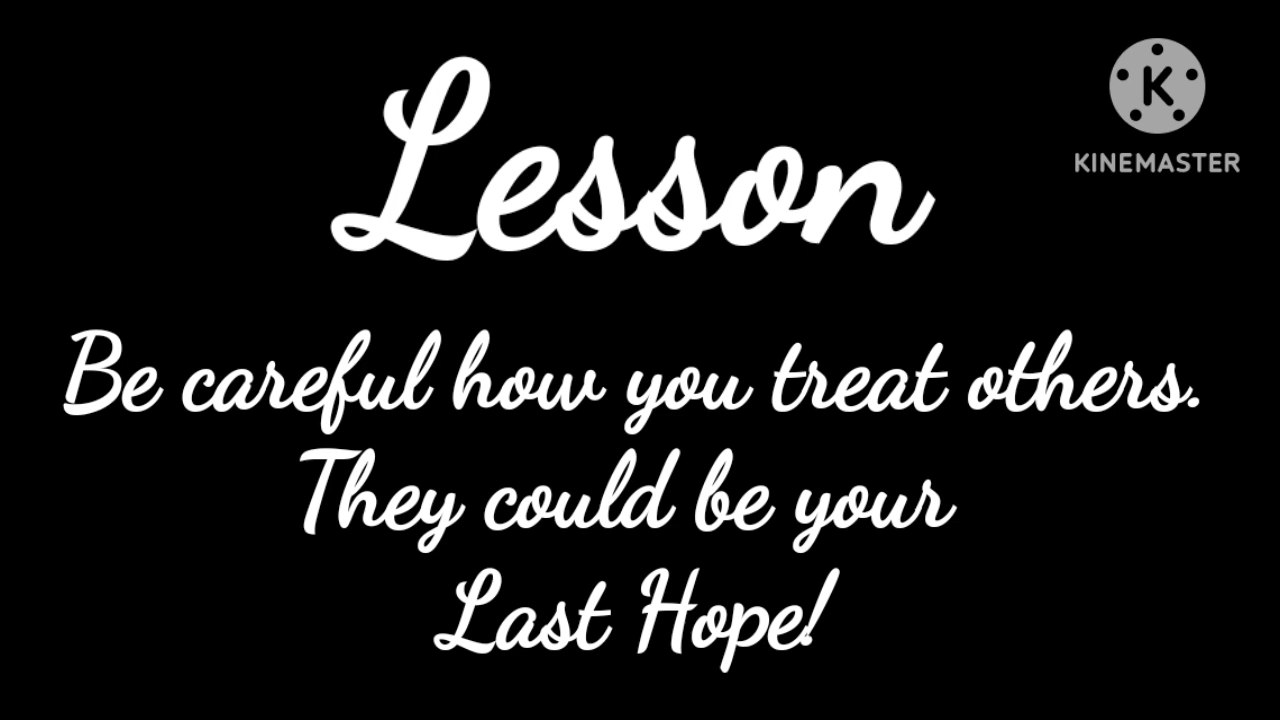 Lesson
K
KINEMASTER
Be careful how you treat others.
They could be your
Last Hope!